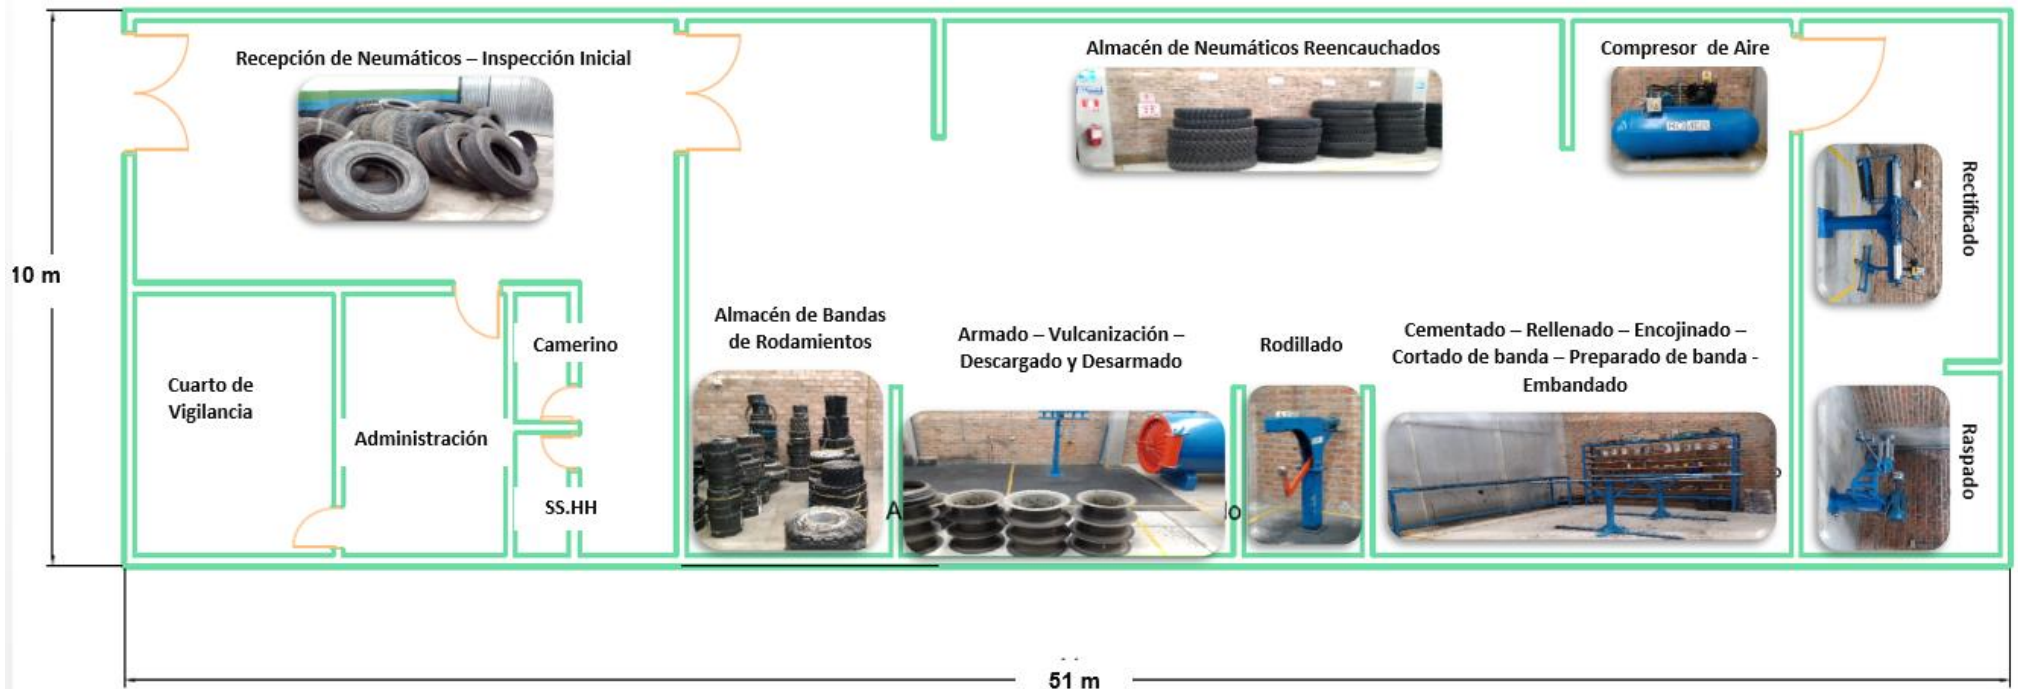 Recepción de Neumáticos – Inspección Inicial
Almacén de Neumáticos Reencauchados
Compresor de Aire
Rectificado
10 m
Almacén de Bandas
de Rodamientos
Armado – Vulcanización –
Descargado y Desarmado
Rodillado
Cementado – Rellenado – Encojinado –
Cortado de banda – Preparado de banda -
Embandado
Camerino
Cuarto de
Vigilancia
Administración
Raspado
SS.HH
51 m